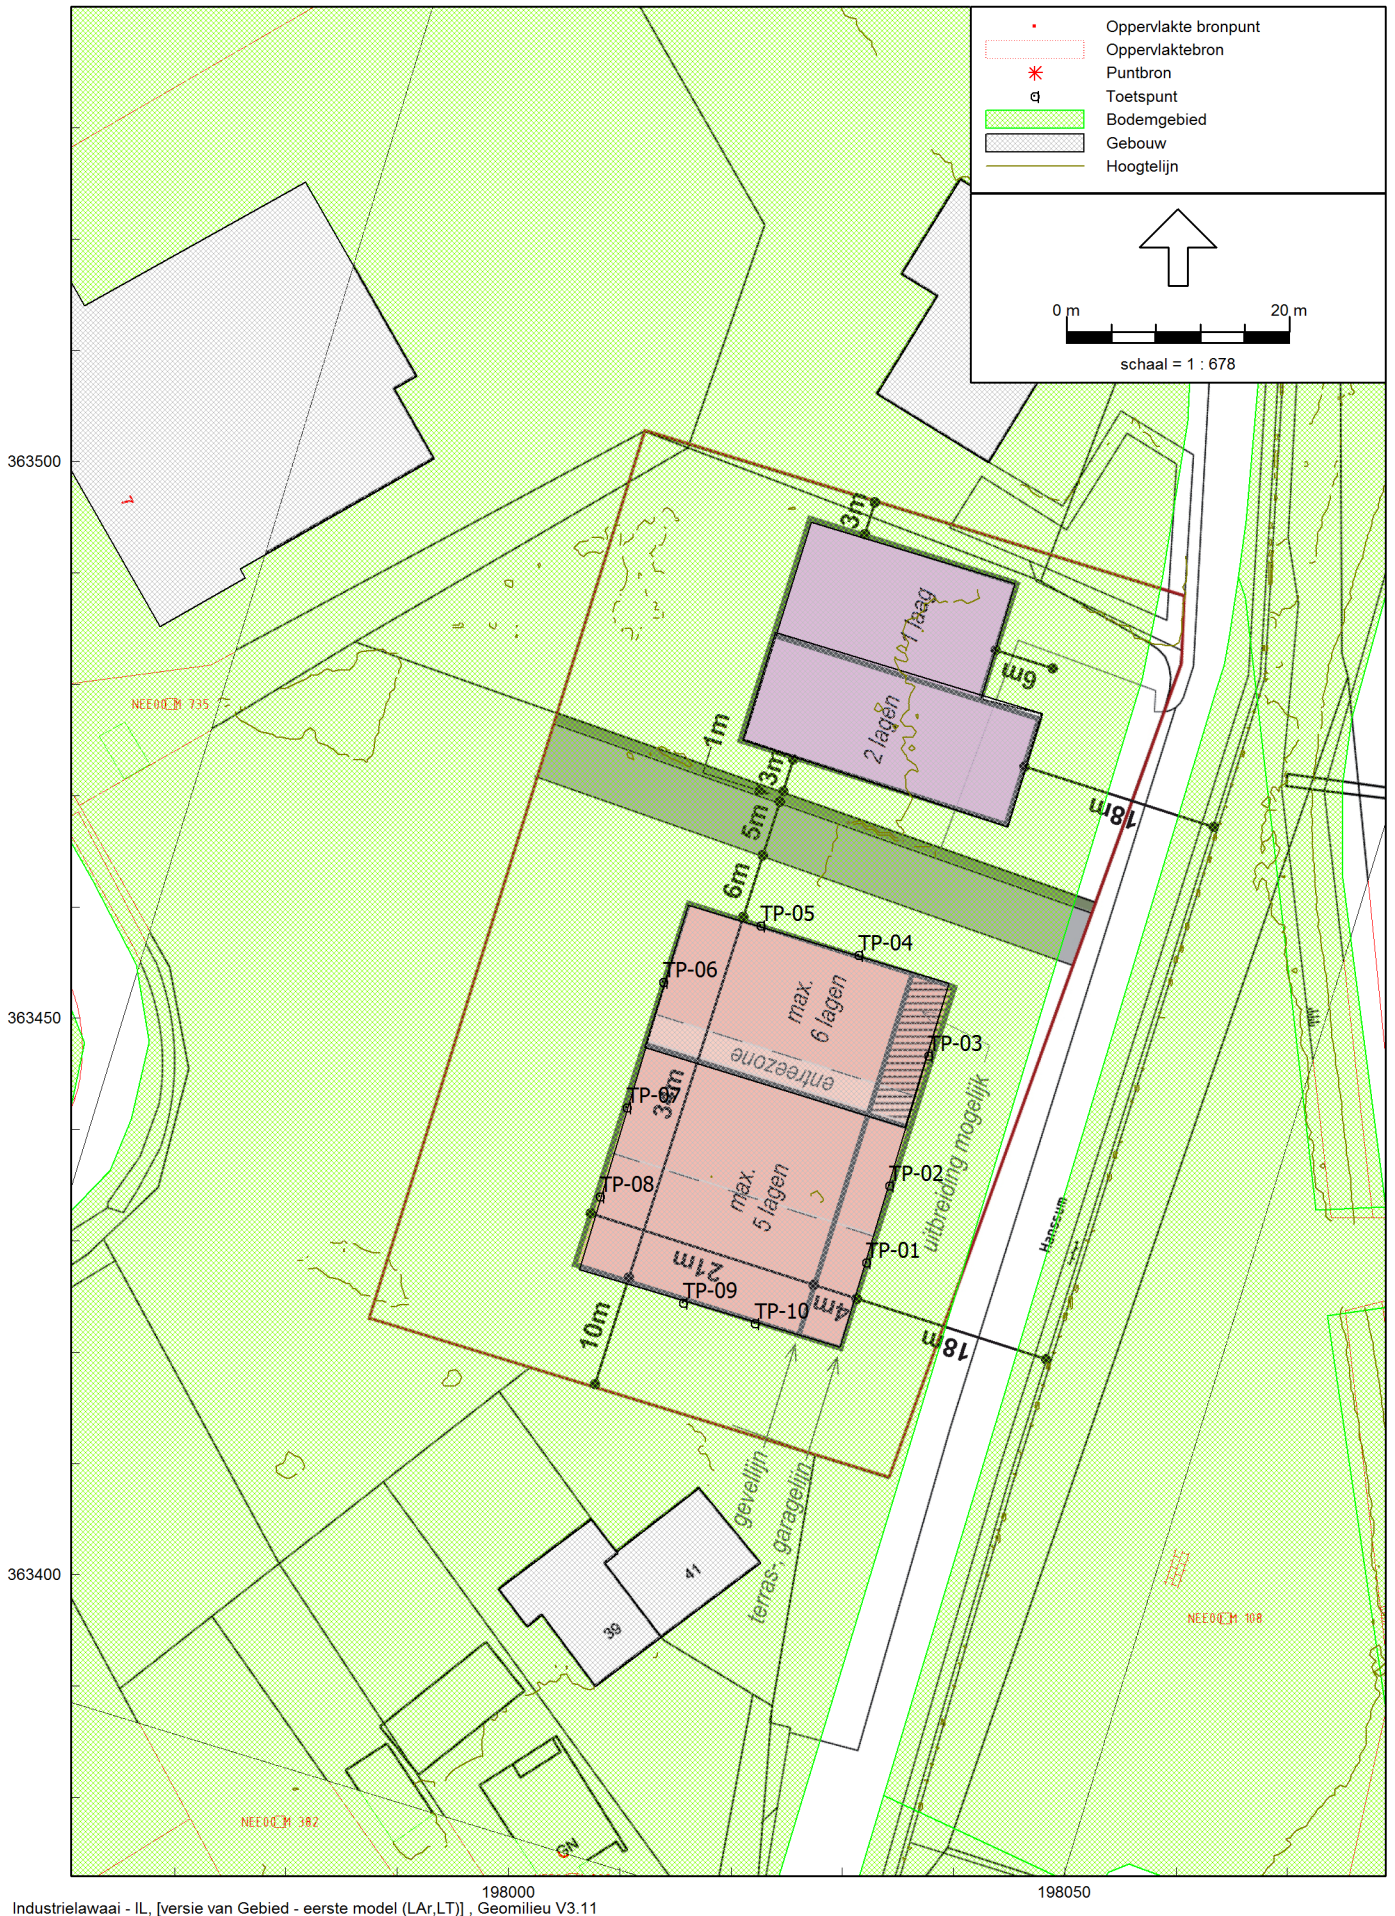 Oppervlakte bronpunt
Oppervlaktebron
Puntbron
Toetspunt
Bodemgebied
Gebouw
Hoogtelijn
0 m
20 m
schaal = 1 : 678
363500
7
3m
1 laag
6m
2 lagen
NEE00 M 735
1m
3m
5m
18m
6m
TP-05
TP-04
TP-06
max.
6 lagen
363450
TP-03
entreezone
34m
TP-02
uitbreiding mogelijk
TP-08
max.
5 lagen
Hanssum
TP-01
21m
TP-09
4m
TP-10
10m
18m
gevellijn
terras-, garagelijn
363400
41
39
NEE00 M 108
NEE00 M 382
GN
198000
198050
Industrielawaai - IL, [versie van Gebied - eerste model (LAr,LT)] , Geomilieu V3.11